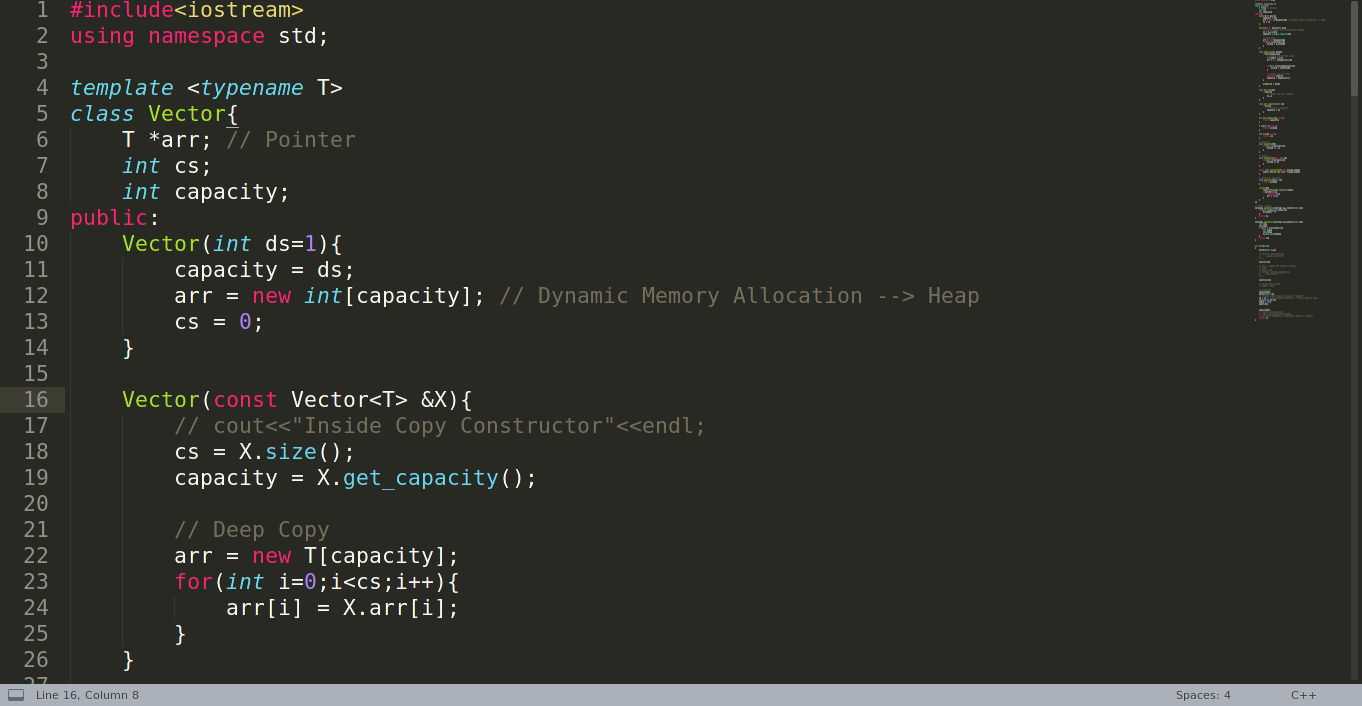 1 #include<iostream>
2 using namespace std;
3
4 template <typename T>
5 class Vector{
6     T *arr; // Pointer
7     int cs;
8     int capacity;
9 public:
10     Vector(int ds=1){
11         capacity = ds;
12         arr = new int[capacity]; // Dynamic Memory Allocation --> Heap
13         cs = 0;
14     }
15
16     Vector(const Vector<T> &X){
17         // cout<<"Inside Copy Constructor"<<endl;
18         cs = X.size();
19         capacity = X.get_capacity();
20
21         // Deep Copy
22         arr = new T[capacity];
23         for(int i=0;i<cs;i++){
24             arr[i] = X.arr[i];
25         }
26     }
27
Line 16, Column 8 Spaces: 4 C++